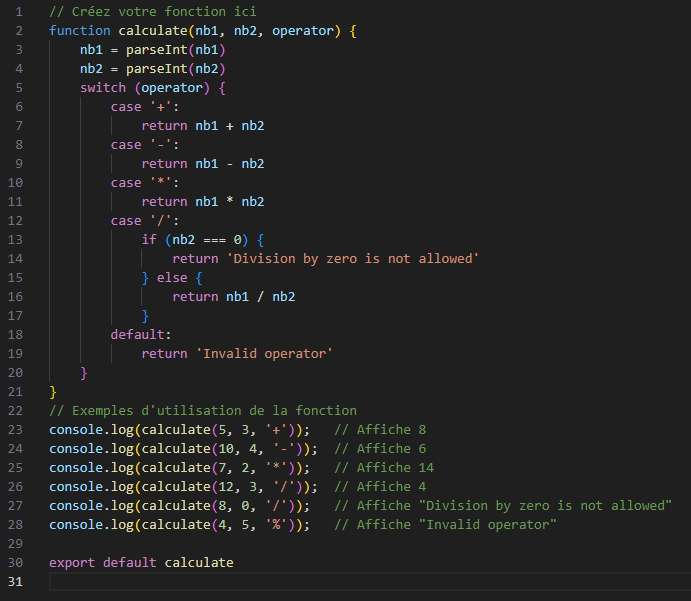 1 // Créez votre fonction ici
2 function calculate(nb1, nb2, operator) {
3     nb1 = parseInt(nb1)
4     nb2 = parseInt(nb2)
5     switch (operator) {
6         case '+':
7             return nb1 + nb2
8         case '-':
9             return nb1 - nb2
10         case '*':
11             return nb1 * nb2
12         case '/':
13             if (nb2 === 0) {
14                 return 'Division by zero is not allowed'
15             } else {
16                 return nb1 / nb2
17             }
18         default:
19             return 'Invalid operator'
20     }
21 }
22 // Exemples d'utilisation de la fonction
23 console.log(calculate(5, 3, '+'));   // Affiche 8
24 console.log(calculate(10, 4, '-'));  // Affiche 6
25 console.log(calculate(7, 2, '*'));   // Affiche 14
26 console.log(calculate(12, 3, '/'));  // Affiche 4
27 console.log(calculate(8, 0, '/'));   // Affiche "Division by zero is not allowed"
28 console.log(calculate(4, 5, '%'));   // Affiche "Invalid operator"
29
30 export default calculate
31